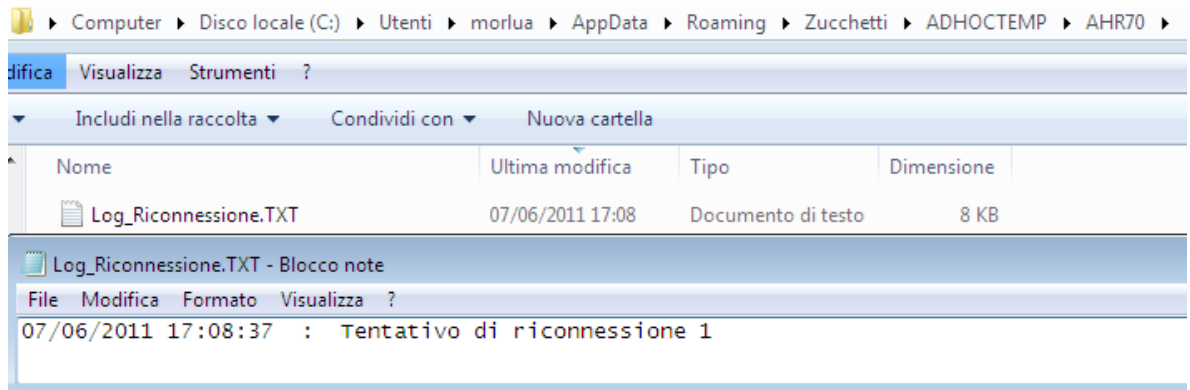 Computer ▸ Disco locale (C:) ▸ Utenti ▸ morlua ▸ AppData ▸ Roaming ▸ Zucchetti ▸ ADHOCTEMP ▸ AHR70 ▸
difica Visualizza Strumenti ?
Includi nella raccolta Condividi con Nuova cartella
Nome Ultima modifica Tipo Dimensione
Log_Riconnessione.TXT 07/06/2011 17:08 Documento di testo 8 KB
Log_Riconnessione.TXT - Blocco note
File Modifica Formato Visualizza ?
07/06/2011 17:08:37 : Tentativo di riconnessione 1